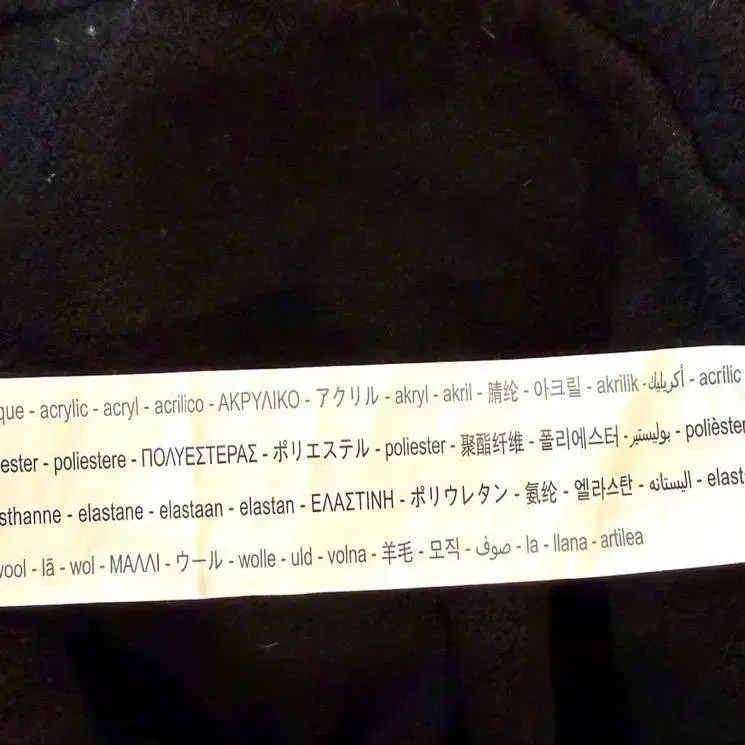 que - acrylic - acryl - acrilico - ΑΚΡΥΛΙΚΟ - アクリル - akryl - akril - 腈纶 - 아크릴 - akrilik - أكريليك - acrílic
ester - poliestere - ΠΟΛΥΕΣΤΕΡΑΣ - ポリエステル - poliester - 聚酯纤维 - 폴리에스터 - بوليستير - polièster
sthanne - elastane - elastaan - elastan - ΕΛΑΣΤΙΝΗ - ポリウレタン - 氨纶 - 엘라스탄 - اليستانه - elast
wool - lã - wol - ΜΑΛΛΙ - ウール - wolle - uld - volna - 羊毛 - 모직 - صوف - la - llana - artilea